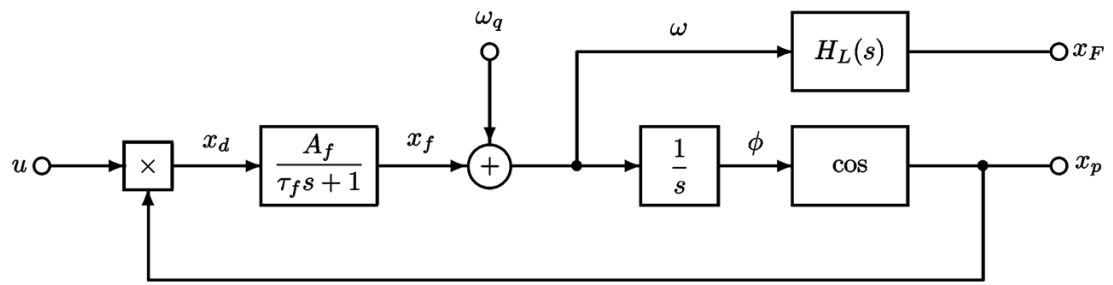 ω_q
ω
H_L(s)
x_F
u
×
x_d
A_f
τ_f s + 1
x_f
+
1
s
ϕ
cos
x_p